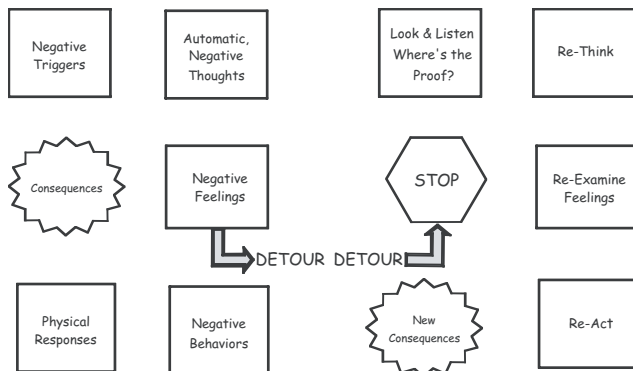 Negative
Triggers
Automatic,
Negative
Thoughts
Look & Listen
Where's the
Proof?
Re-Think
Consequences
Negative
Feelings
STOP
Re-Examine
Feelings
DETOUR DETOUR
Physical
Responses
Negative
Behaviors
New
Consequences
Re-Act